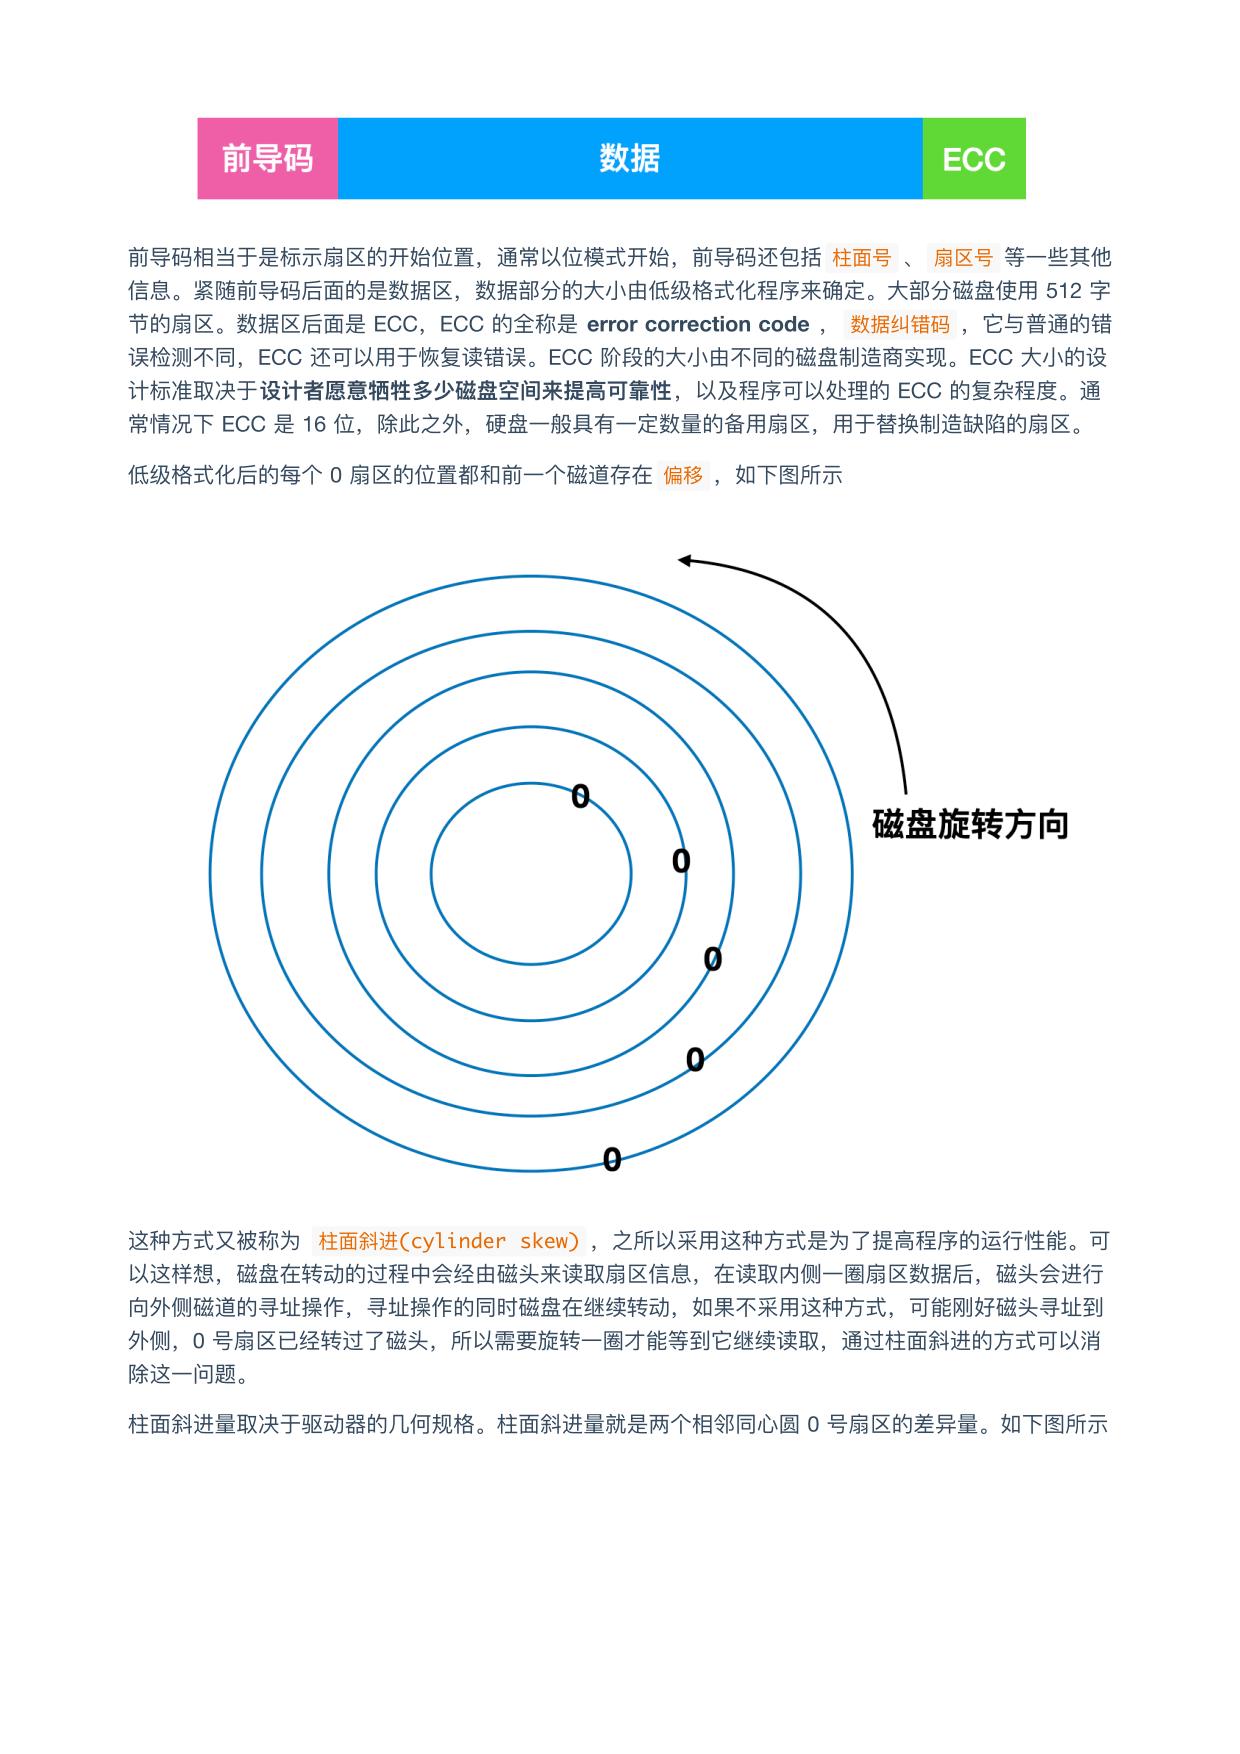 前导码 数据 ECC
前导码相当于是标示扇区的开始位置，通常以位模式开始，前导码还包括 柱面号 、 扇区号 等一些其他
信息。紧随前导码后面的是数据区，数据部分的大小由低级格式化程序来确定。大部分磁盘使用 512 字
节的扇区。数据区后面是 ECC，ECC 的全称是 error correction code ， 数据纠错码 ，它与普通的错
误检测不同，ECC 还可以用于恢复读错误。ECC 阶段的大小由不同的磁盘制造商实现。ECC 大小的设
计标准取决于设计者愿意牺牲多少磁盘空间来提高可靠性，以及程序可以处理的 ECC 的复杂程度。通
常情况下 ECC 是 16 位，除此之外，硬盘一般具有一定数量的备用扇区，用于替换制造缺陷的扇区。
低级格式化后的每个 0 扇区的位置都和前一个磁道存在 偏移 ，如下图所示
0
磁盘旋转方向
0
0
0
0
这种方式又被称为 柱面斜进(cylinder skew) ，之所以采用这种方式是为了提高程序的运行性能。可
以这样想，磁盘在转动的过程中会经由磁头来读取扇区信息，在读取内侧一圈扇区数据后，磁头会进行
向外侧磁道的寻址操作，寻址操作的同时磁盘在继续转动，如果不采用这种方式，可能刚好磁头寻址到
外侧，0 号扇区已经转过了磁头，所以需要旋转一圈才能等到它继续读取，通过柱面斜进的方式可以消
除这一问题。
柱面斜进量取决于驱动器的几何规格。柱面斜进量就是两个相邻同心圆 0 号扇区的差异量。如下图所示